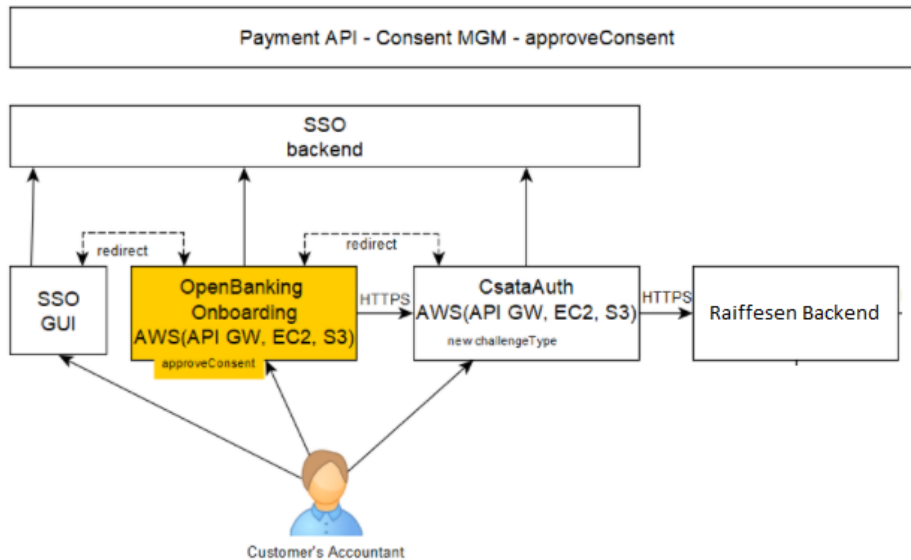 Payment API - Consent MGM - approveConsent
SSO
backend
redirect
redirect
SSO
GUI
OpenBanking
Onboarding
AWS(API GW, EC2, S3)
approveConsent
HTTPS
CsataAuth
AWS(API GW, EC2, S3)
new challengeType
HTTPS
Raiffesen Backend
Customer's Accountant